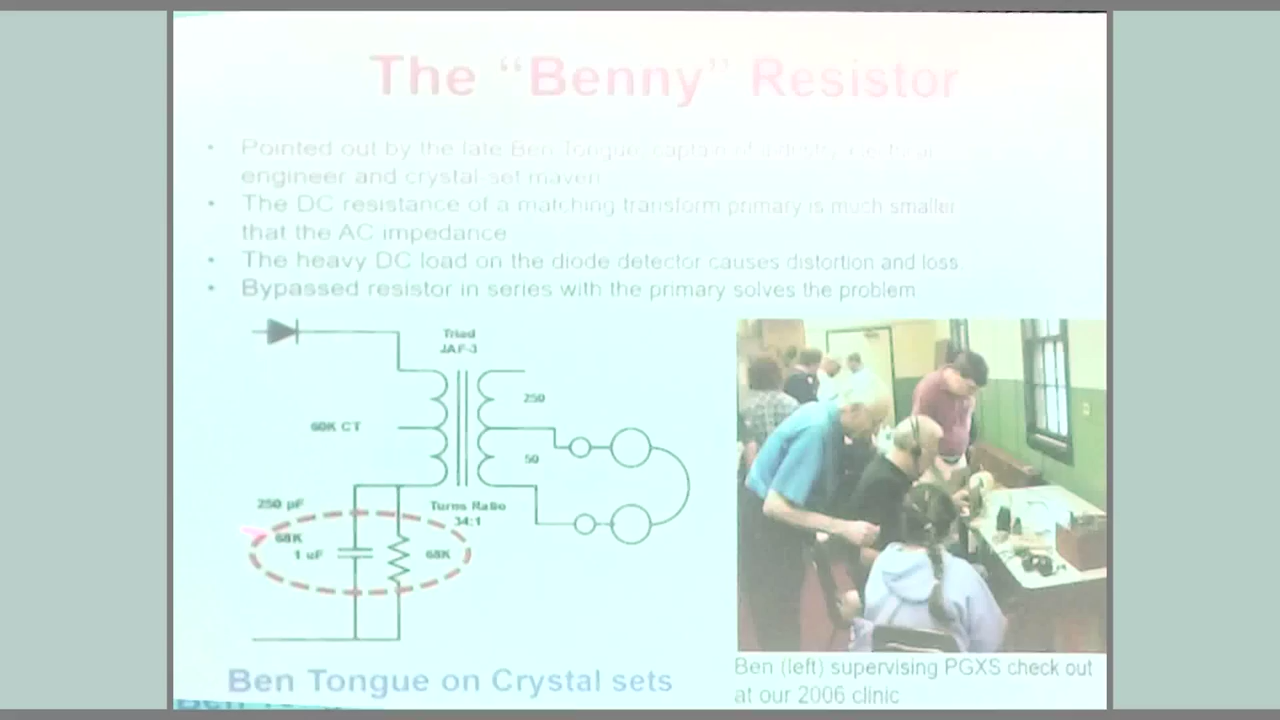 The “Benny” Resistor
• Pointed out by the late Ben Tongue, captain of industry,
engineer and crystal-set maven
• The DC resistance of a matching transform primary is much smaller
that the AC impedance
• The heavy DC load on the diode detector causes distortion and loss
• Bypassed resistor in series with the primary solves the problem
Triad
JAF-3
250
60K CT
50
250 pF
Turns Ratio
34:1
68K
1 uF
68K
Ben (left) supervising PGXS check out
at our 2006 clinic
Ben Tongue on Crystal sets